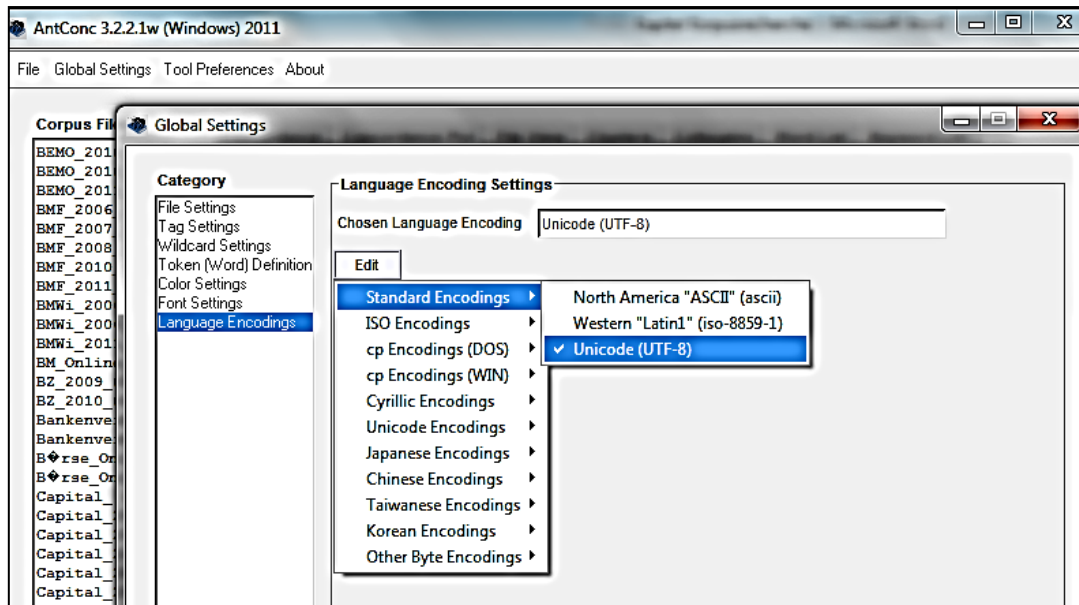 AntConc 3.2.2.1w (Windows) 2011
File Global Settings Tool Preferences About
Corpus Fil
BEMO_201
BEMO_201
BEMO_201
BMF_2006
BMF_2007
BMF_2008
BMF_2010
BMF_2011
BMWi_200
BMWi_200
BMWi_201
BM_Online
BZ_2009_
BZ_2010_
Bankenve
Bankenve
B�rse_On
B�rse_On
Capital_
Capital_
Capital_
Capital_
Capital_
Capital_
Global Settings
Category
File Settings
Tag Settings
Wildcard Settings
Token (Word) Definition
Color Settings
Font Settings
Language Encodings
Language Encoding Settings
Chosen Language Encoding Unicode (UTF-8)
Edit
Standard Encodings
ISO Encodings
cp Encodings (DOS)
cp Encodings (WIN)
Cyrillic Encodings
Unicode Encodings
Japanese Encodings
Chinese Encodings
Taiwanese Encodings
Korean Encodings
Other Byte Encodings
North America "ASCII" (ascii)
Western "Latin1" (iso-8859-1)
✓ Unicode (UTF-8)